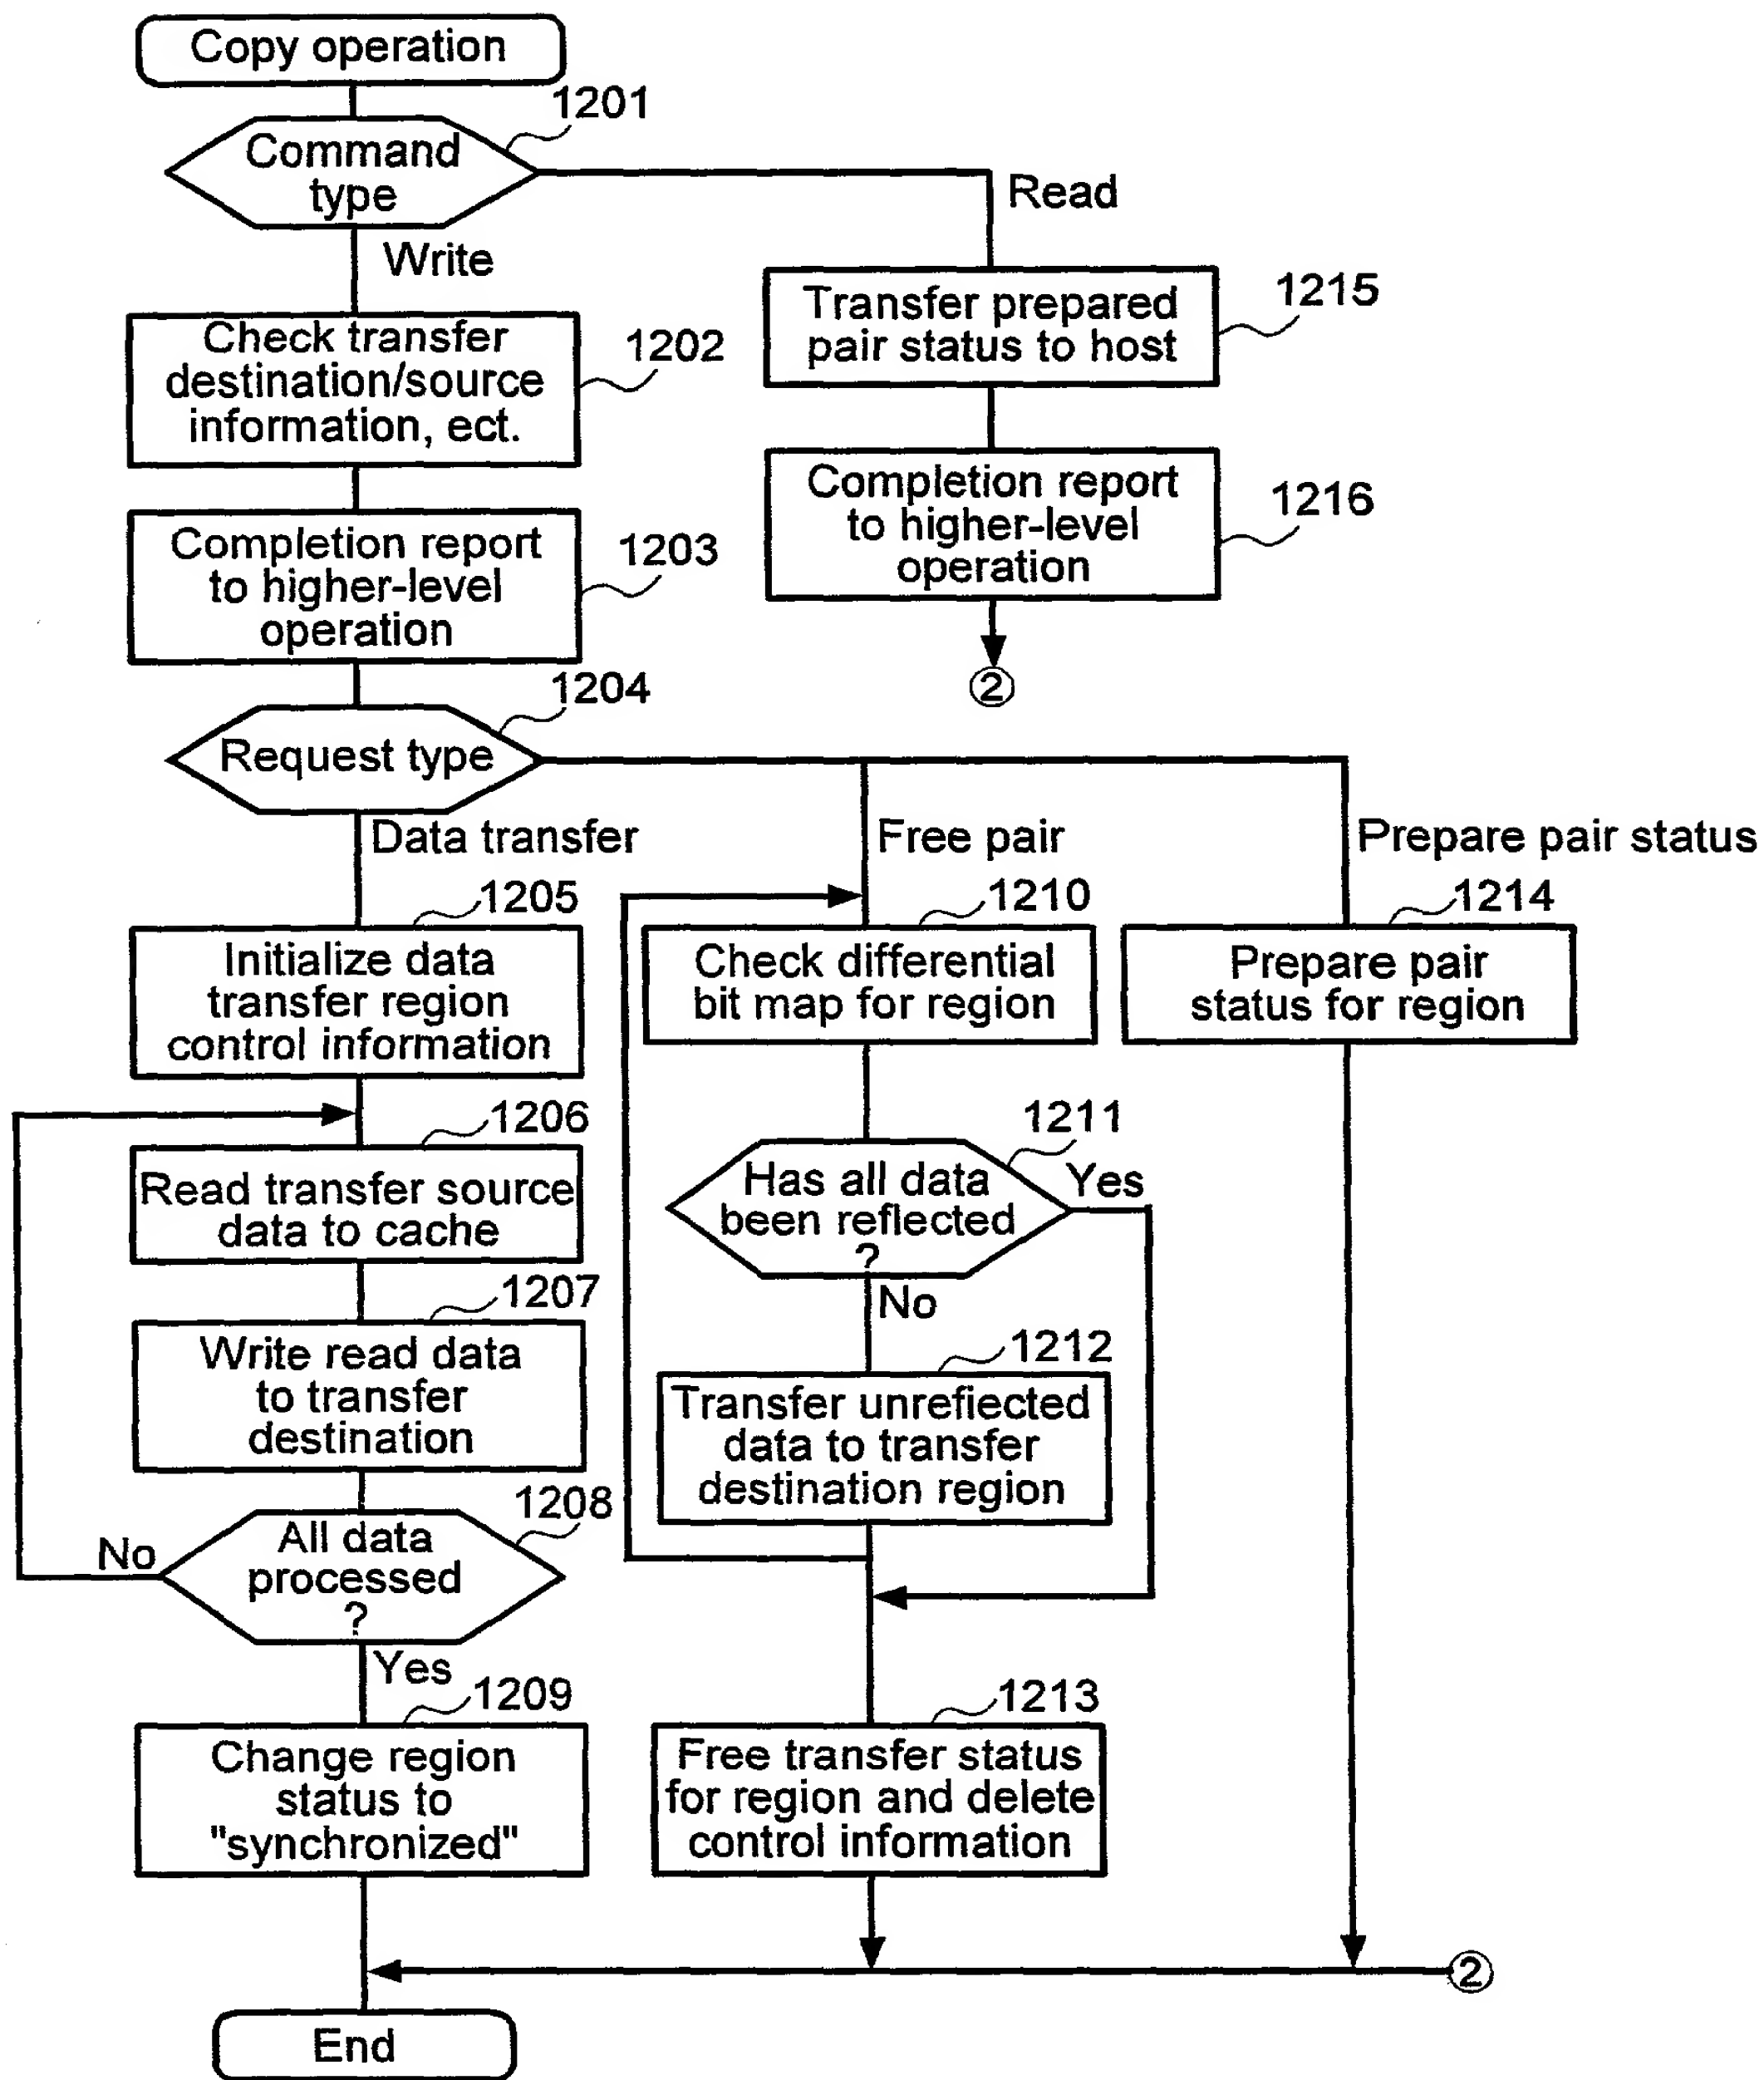 Copy operation
1201
Command
type
Read
Write
Transfer prepared
pair status to host
1215
Check transfer
destination/source
information, ect.
1202
Completion report
to higher-level
operation
1216
Completion report
to higher-level
operation
1203
②
1204
Request type
Data transfer
Free pair
Prepare pair status
1205
1210
1214
Initialize data
transfer region
control information
Check differential
bit map for region
Prepare pair
status for region
1206
1211
Read transfer source
data to cache
Has all data
been reflected
?
Yes
No
1207
1212
Write read data
to transfer
destination
Transfer unreflected
data to transfer
destination region
1208
All data
processed
?
No
Yes
1209
1213
Change region
status to
"synchronized"
Free transfer status
for region and delete
control information
②
End